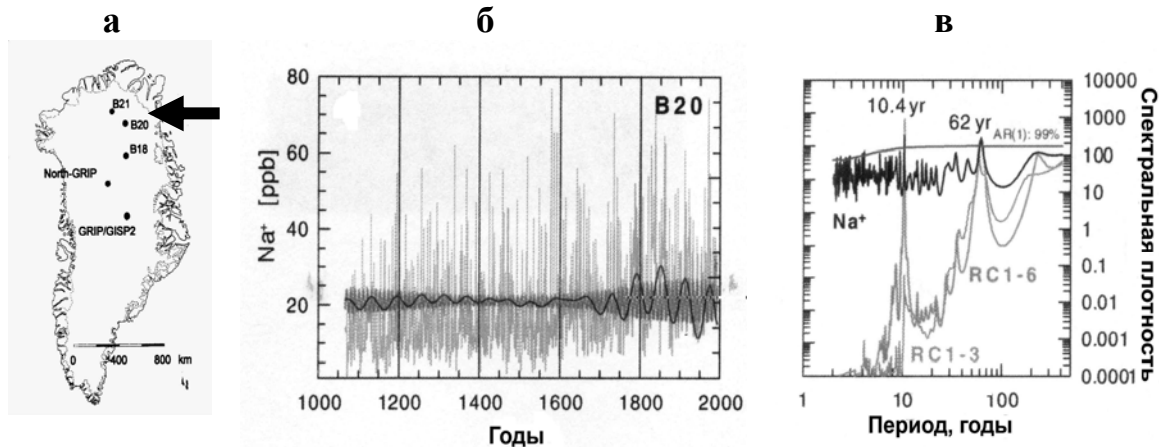 а
б
в
B21
B20
B18
North-GRIP
GRIP/GISP2
0 400 800 km
80
60
40
20
Na⁺ [ppb]
B20
1000 1200 1400 1600 1800 2000
Годы
10.4 yr
62 yr
AR(1): 99%
Na⁺
RC1-6
RC1-3
10000
1000
100
10
1
0.1
0.01
0.001
0.0001
Спектральная плотность
1 10 100
Период, годы